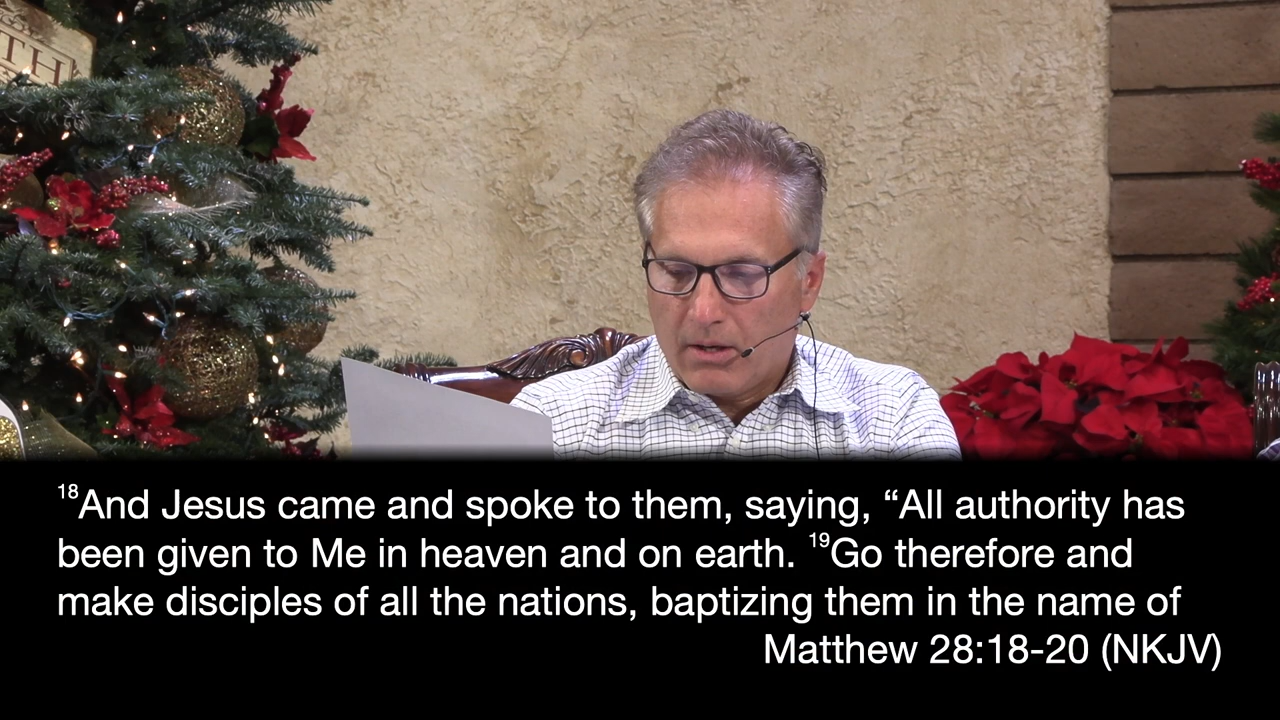 TH
¹⁸And Jesus came and spoke to them, saying, “All authority has
been given to Me in heaven and on earth. ¹⁹Go therefore and
make disciples of all the nations, baptizing them in the name of
Matthew 28:18-20 (NKJV)